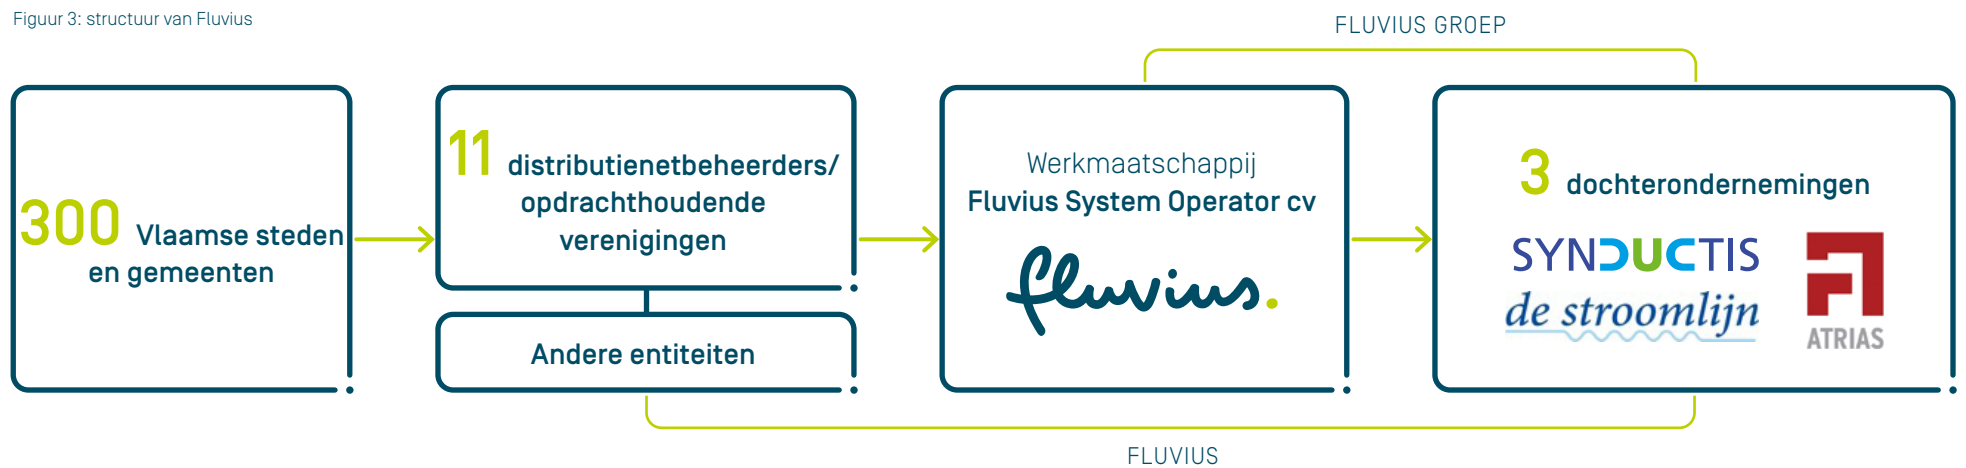 Figuur 3: structuur van Fluvius
FLUVIUS GROEP
300 Vlaamse steden
en gemeenten
11 distributienetbeheerders/
opdrachthoudende
verenigingen
Andere entiteiten
Werkmaatschappij
Fluvius System Operator cv
fluvius.
3 dochterondernemingen
SYNDUCTIS
de stroomlijn
ATRIAS
FLUVIUS